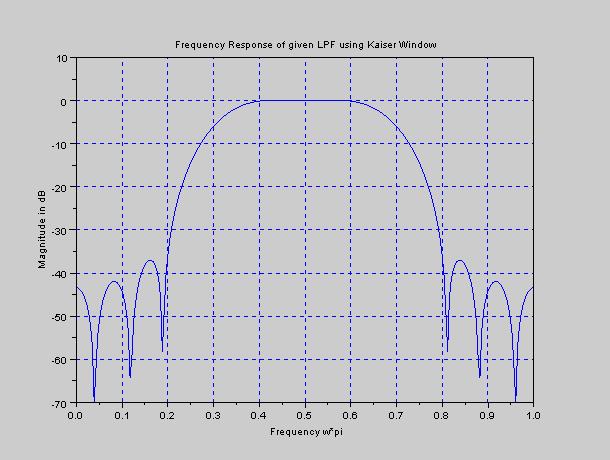 Frequency Response of given LPF using Kaiser Window
10
0
-10
-20
-30
-40
-50
-60
-70
Magnitude in dB
0.0 0.1 0.2 0.3 0.4 0.5 0.6 0.7 0.8 0.9 1.0
Frequency w*pi